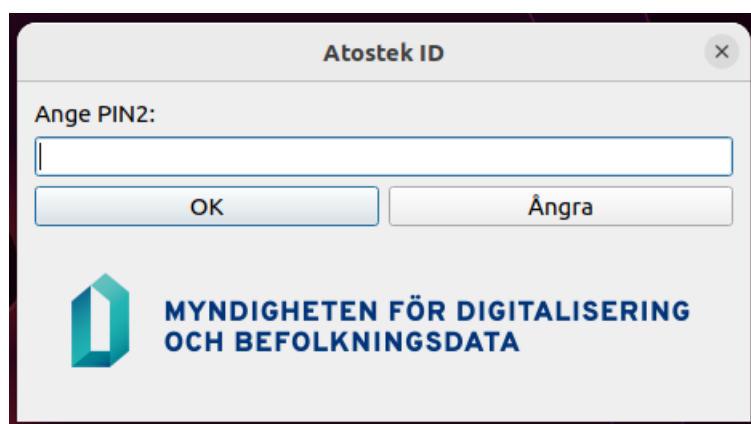 Atostek ID
Ange PIN2:
OK
Ångra
MYNDIGHETEN FÖR DIGITALISERING
OCH BEFOLKNINGSDATA